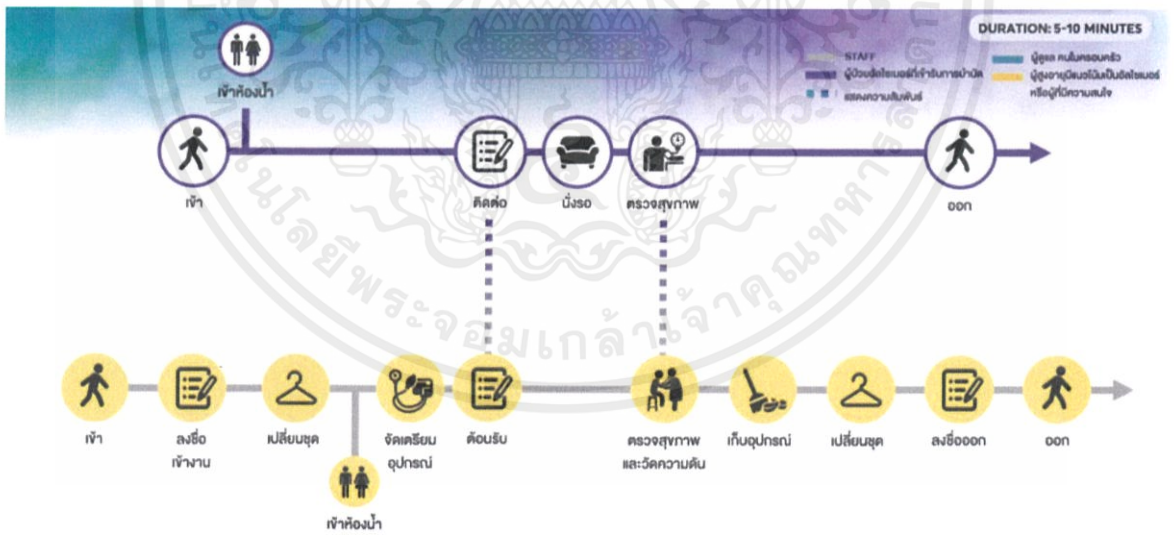 DURATION: 5-10 MINUTES
STAFF
ผู้ป่วยอัลไซเมอร์ที่เข้ารับการบำบัด
แสดงความสัมพันธ์
ผู้ดูแล คนในครอบครัว
ผู้สูงอายุมีแนวโน้มเป็นอัลไซเมอร์
หรือผู้ที่มีความสนใจ
เข้าห้องน้ำ
เข้า
ติดต่อ
นั่งรอ
ตรวจสุขภาพ
ออก
เข้า
ลงชื่อ
เข้างาน
เปลี่ยนชุด
จัดเตรียม
อุปกรณ์
ต้อนรับ
ตรวจสุขภาพ
และวัดความดัน
เก็บอุปกรณ์
เปลี่ยนชุด
ลงชื่อออก
ออก
เข้าห้องน้ำ